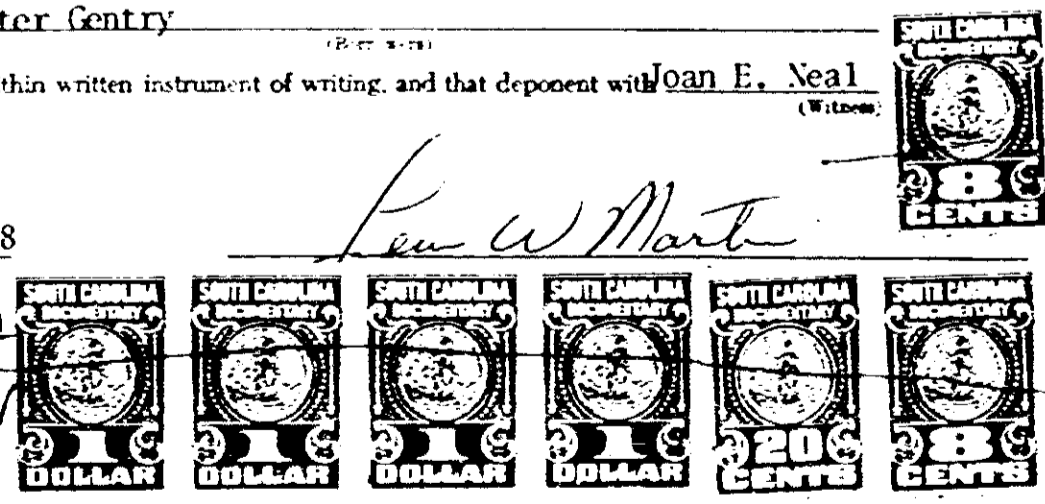 ter Gentry
thin written instrument of writing, and that deponent with Joan E. Neal
(Witness)
SOUTH CAROLINA
DOCUMENTARY
8
CENTS
Lew W Martin
8
SOUTH CAROLINA SOUTH CAROLINA SOUTH CAROLINA SOUTH CAROLINA SOUTH CAROLINA SOUTH CAROLINA
DOCUMENTARY DOCUMENTARY DOCUMENTARY DOCUMENTARY DOCUMENTARY DOCUMENTARY
1 1 1 1 20 8
DOLLAR DOLLAR DOLLAR DOLLAR CENTS CENTS